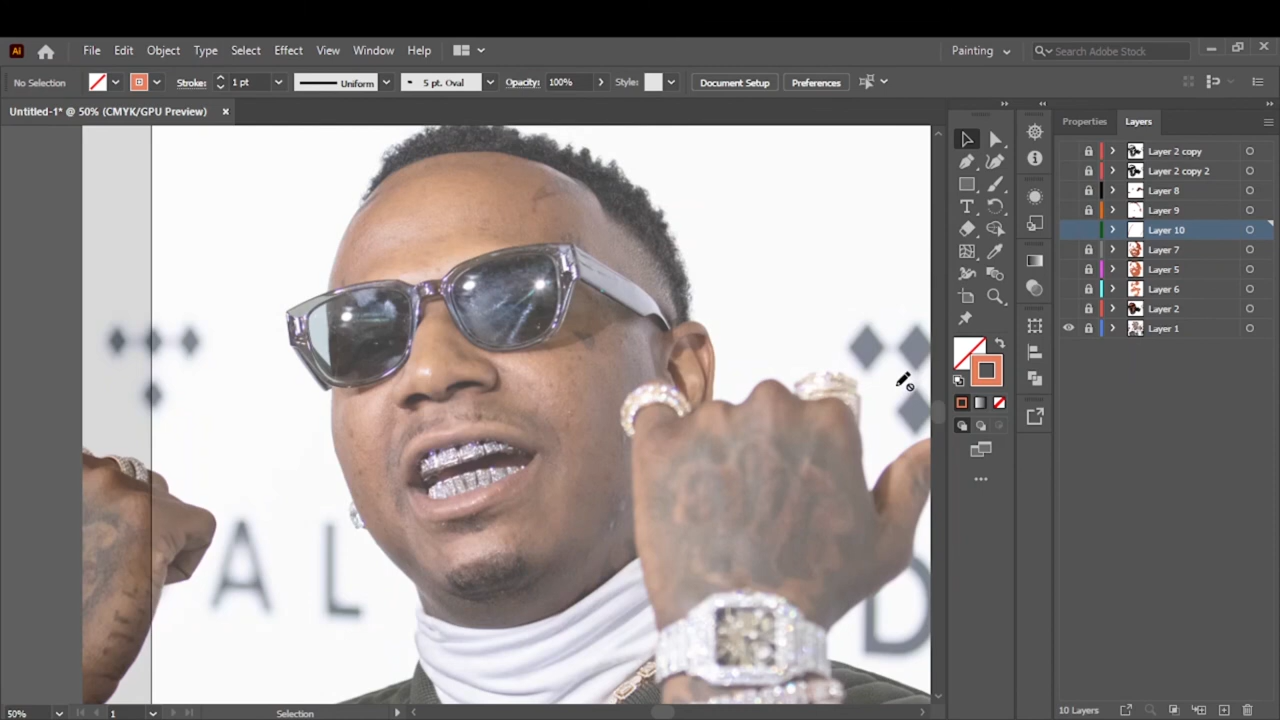 Ai File Edit Object Type Select Effect View Window Help Painting Search Adobe Stock
No Selection Stroke: 1 pt Uniform 5 pt. Oval Opacity: 100% Style: Document Setup Preferences
Untitled-1* @ 50% (CMYK/GPU Preview)
Properties Layers
Layer 2 copy
Layer 2 copy 2
Layer 8
Layer 9
Layer 10
Layer 7
Layer 5
Layer 6
Layer 2
Layer 1
A L D
50% 1 Selection 10 Layers